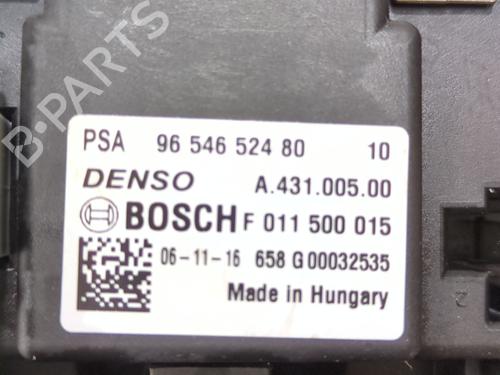 PSA 96 546 524 80 10
DENSO A.431.005.00
BOSCH F 011 500 015
06-11-16 658 G00032535
Made in Hungary
2
B-PARTS